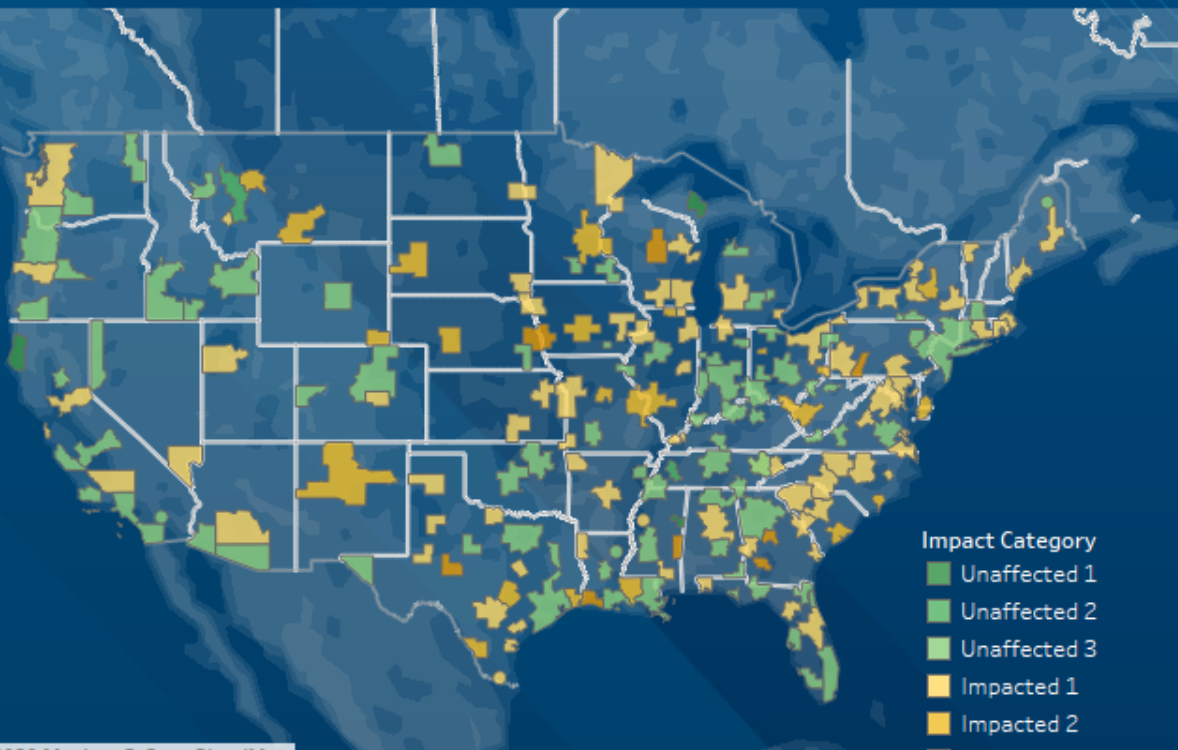 Impact Category
Unaffected 1
Unaffected 2
Unaffected 3
Impacted 1
Impacted 2